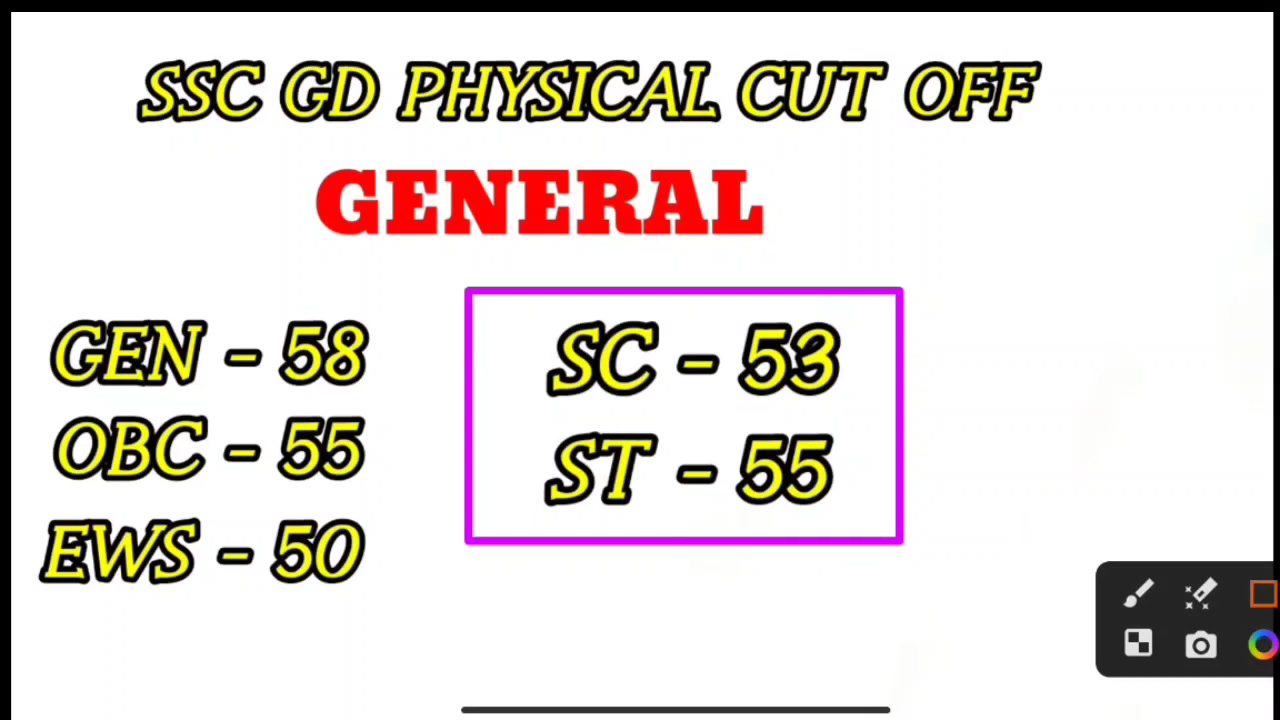 SSC GD PHYSICAL CUT OFF
GENERAL
GEN - 58
OBC - 55
EWS - 50
SC - 53
ST - 55